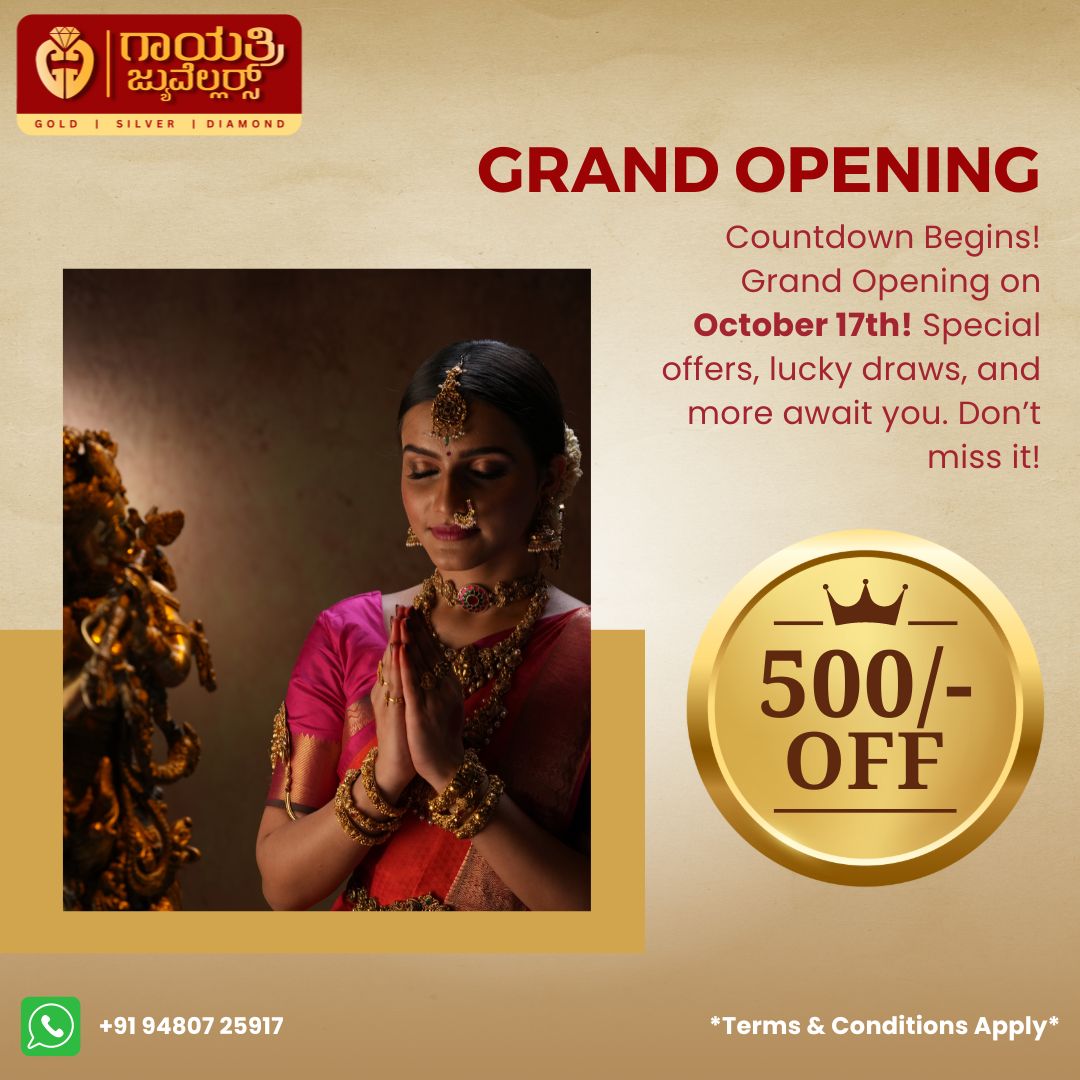 ಗಾಯತ್ರಿ
ಜ್ಯುವೆಲ್ಲರ್ಸ್
GOLD | SILVER | DIAMOND
GRAND OPENING
Countdown Begins!
Grand Opening on
October 17th! Special
offers, lucky draws, and
more await you. Don’t
miss it!
500/-
OFF
+91 94807 25917
*Terms & Conditions Apply*